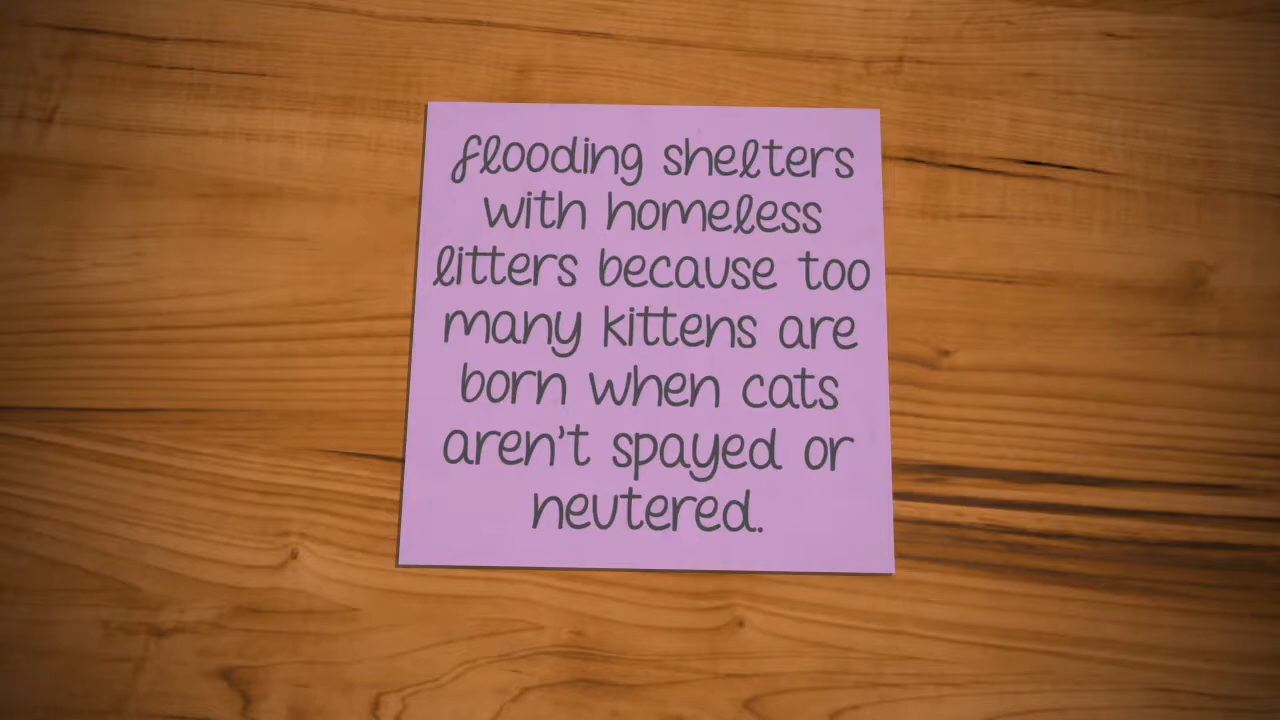 flooding shelters
with homeless
litters because too
many kittens are
born when cats
aren't spayed or
neutered.